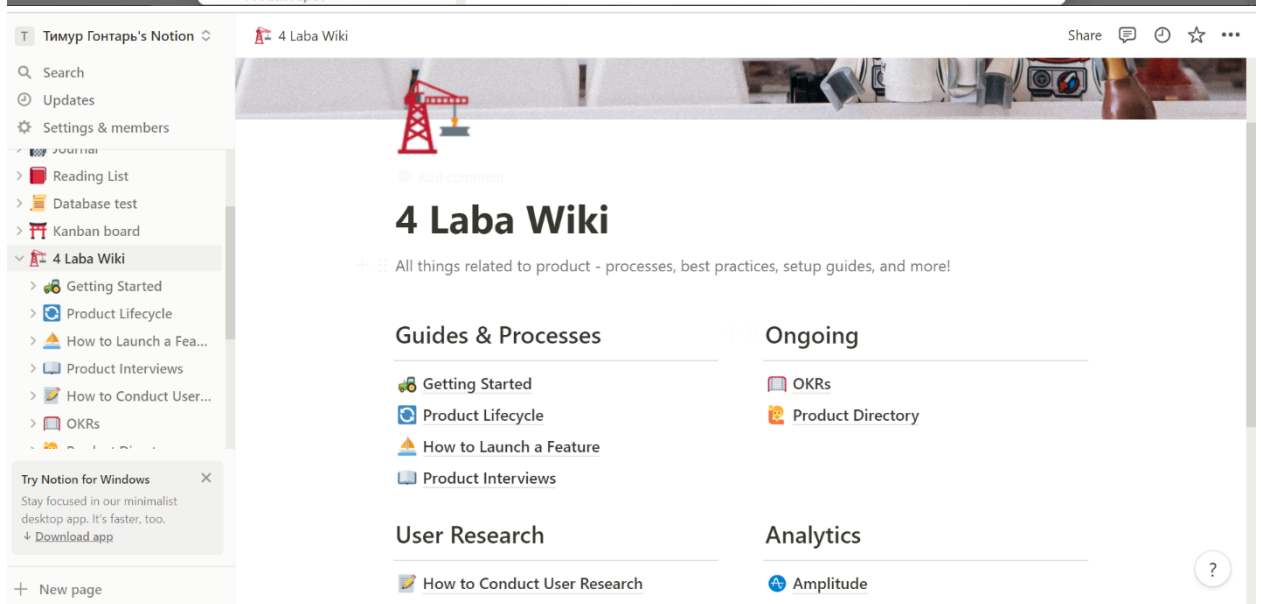 T Тимур Гонтарь's Notion
Search
Updates
Settings & members
Journal
Reading List
Database test
Kanban board
4 Laba Wiki
Getting Started
Product Lifecycle
How to Launch a Fea...
Product Interviews
How to Conduct User...
OKRs
Try Notion for Windows
Stay focused in our minimalist
desktop app. It's faster, too.
↓ Download app
+ New page
4 Laba Wiki
Share
Add comment
4 Laba Wiki
All things related to product - processes, best practices, setup guides, and more!
Guides & Processes
Getting Started
Product Lifecycle
How to Launch a Feature
Product Interviews
Ongoing
OKRs
Product Directory
User Research
How to Conduct User Research
Analytics
Amplitude
?